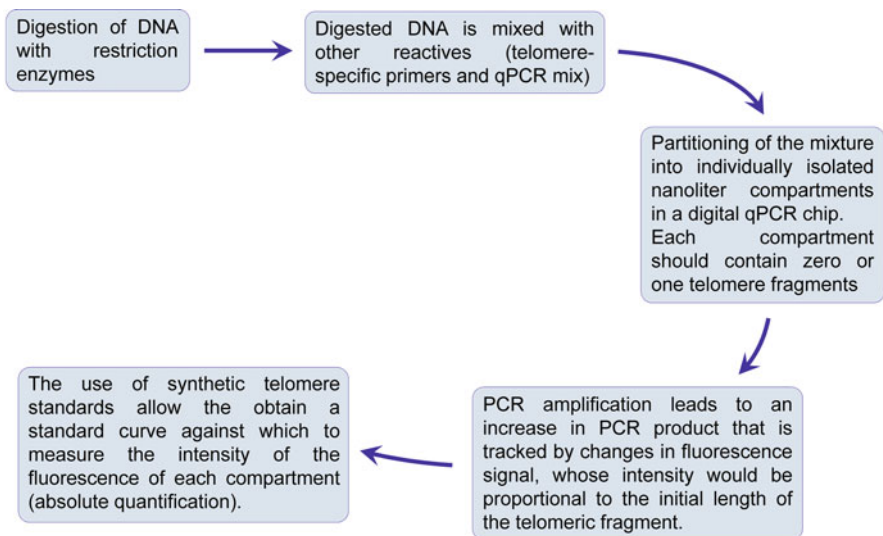 Digestion of DNA
with restriction
enzymes
Digested DNA is mixed with
other reactives (telomere-
specific primers and qPCR mix)
Partitioning of the mixture
into individually isolated
nanoliter compartments
in a digital qPCR chip.
Each compartment
should contain zero or
one telomere fragments
PCR amplification leads to an
increase in PCR product that is
tracked by changes in fluorescence
signal, whose intensity would be
proportional to the initial length of
the telomeric fragment.
The use of synthetic telomere
standards allow the obtain a
standard curve against which to
measure the intensity of the
fluorescence of each compartment
(absolute quantification).